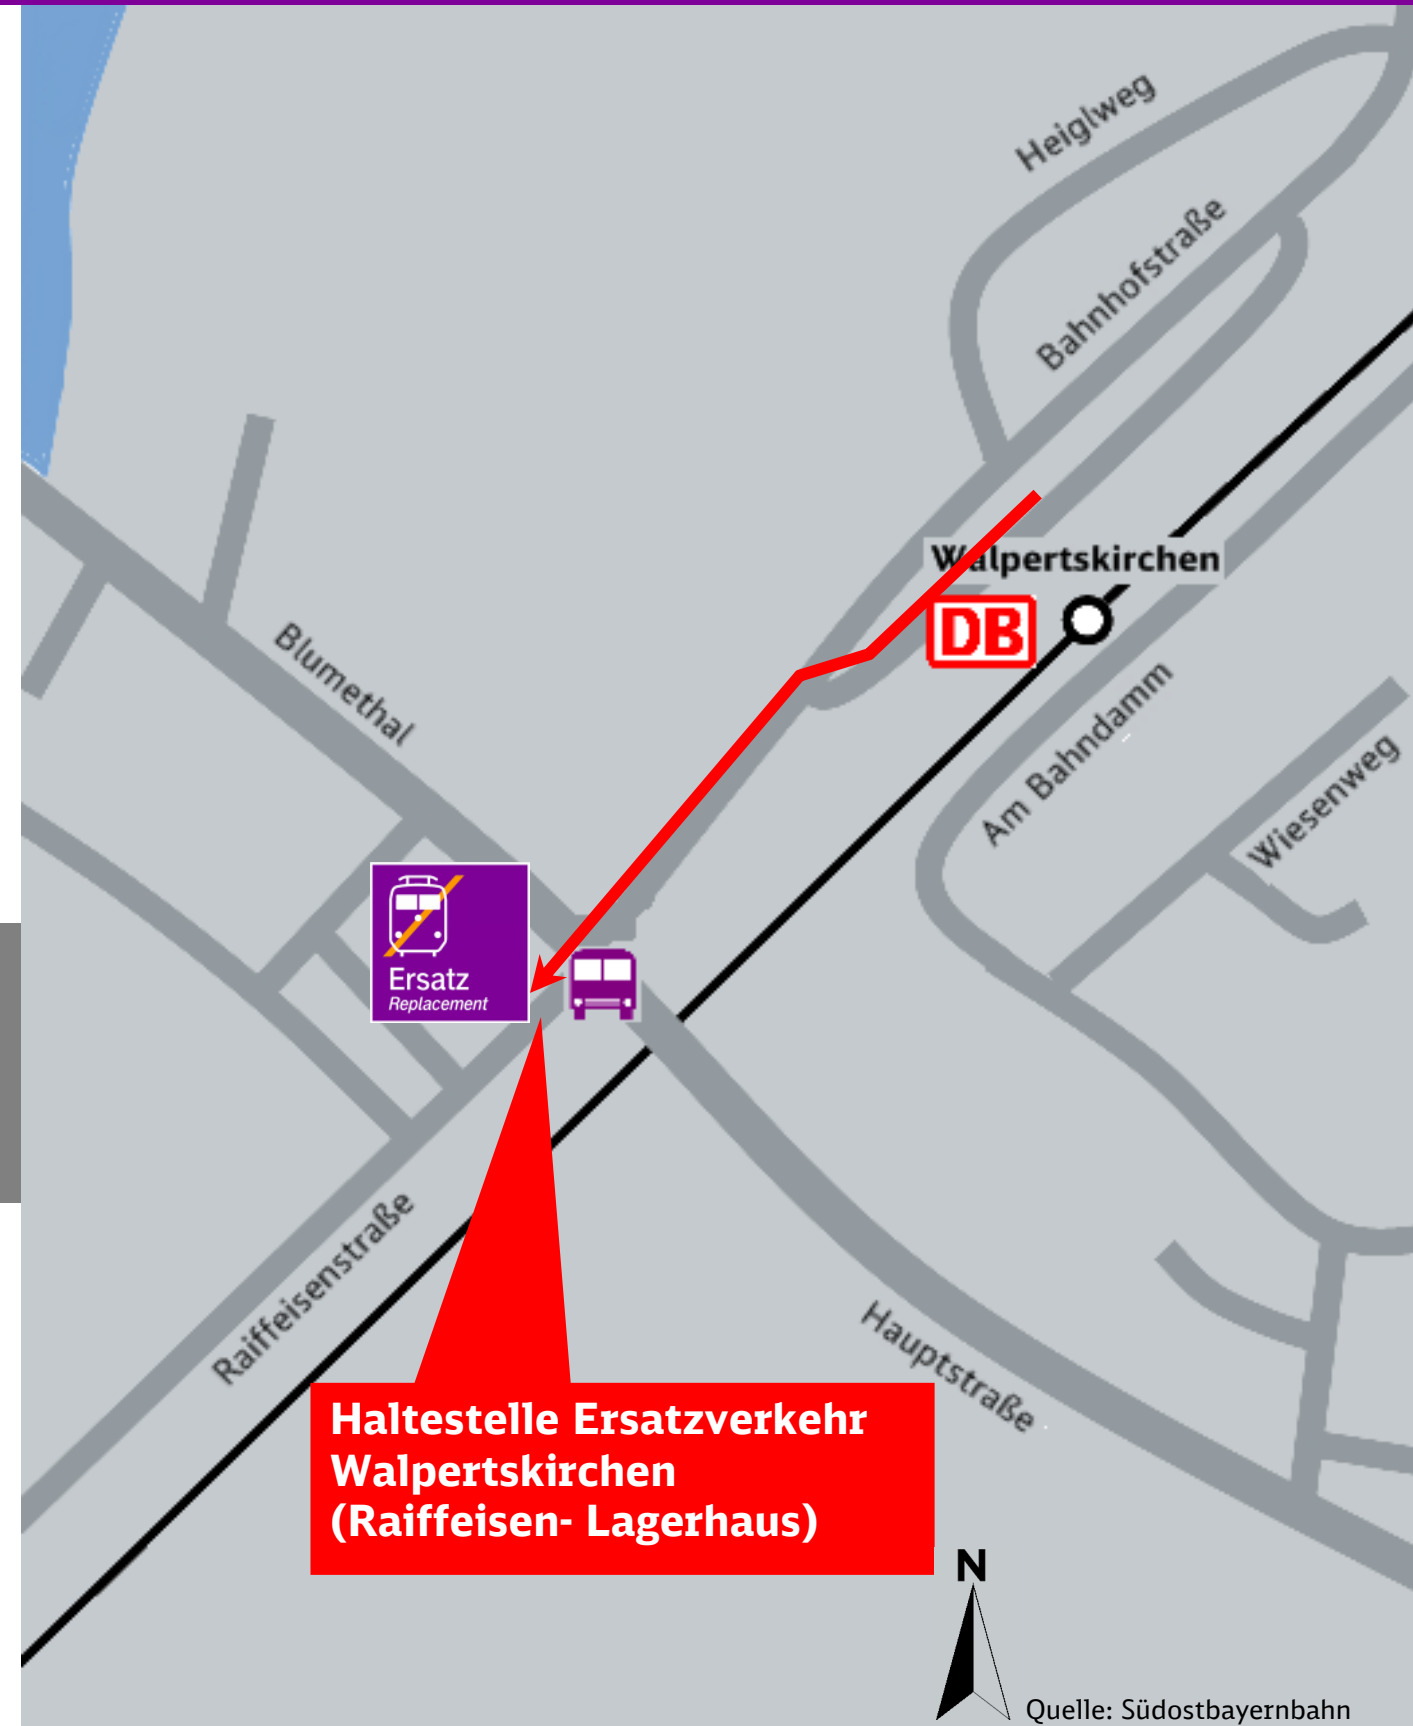 Heiglweg
Bahnhofstraße
Walpertskirchen
DB
Blumethal
Am Bahndamm
Wiesenweg
Ersatz
Replacement
Raiffeisenstraße
Hauptstraße
Haltestelle Ersatzverkehr
Walpertskirchen
(Raiffeisen- Lagerhaus)
N
Quelle: Südostbayernbahn